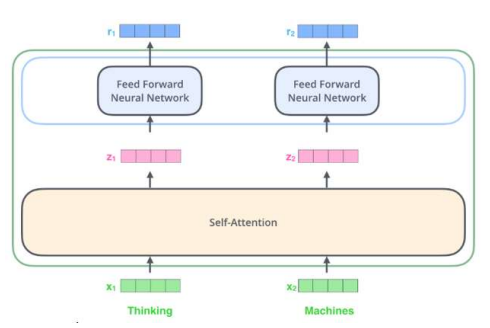 r₁ r₂
Feed Forward Neural Network
Feed Forward Neural Network
z₁ z₂
Self-Attention
x₁ x₂
Thinking Machines